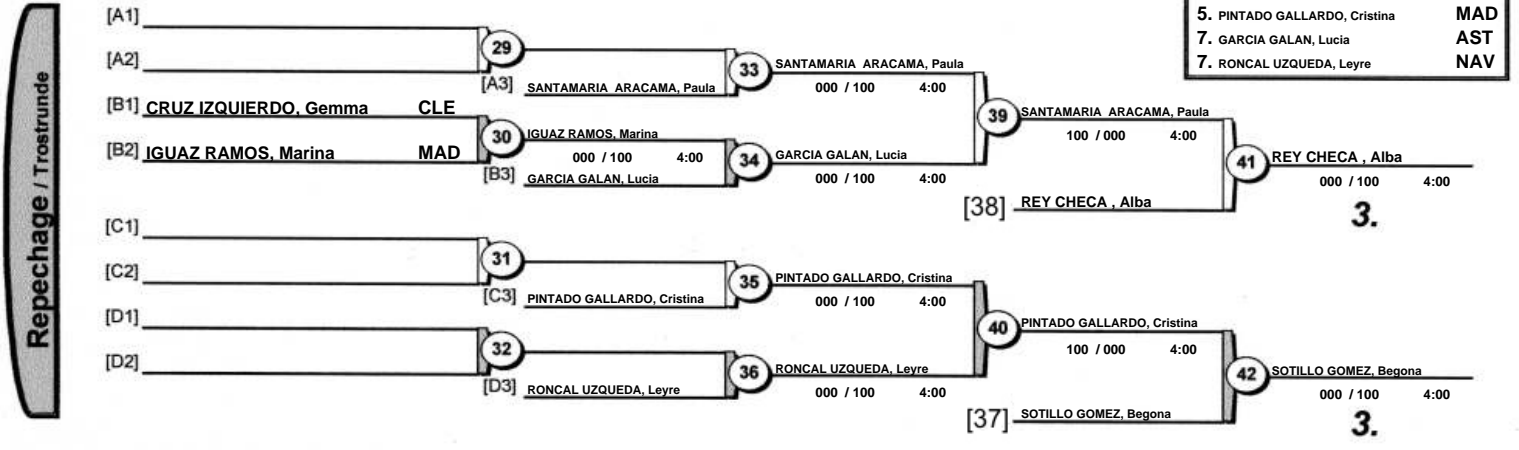 Repechage / Trostrunde
5. PINTADO GALLARDO, Cristina MAD
7. GARCIA GALAN, Lucia AST
7. RONCAL UZQUEDA, Leyre NAV
[A1]
29
[A2]
[A3] SANTAMARIA ARACAMA, Paula
33
SANTAMARIA ARACAMA, Paula
000 / 100 4:00
[B1] CRUZ IZQUIERDO, Gemma CLE
30
IGUAZ RAMOS, Marina
[B2] IGUAZ RAMOS, Marina MAD
000 / 100 4:00
[B3] GARCIA GALAN, Lucia
34
GARCIA GALAN, Lucia
000 / 100 4:00
39
SANTAMARIA ARACAMA, Paula
100 / 000 4:00
[38] REY CHECA , Alba
41
REY CHECA , Alba
000 / 100 4:00
3.
[C1]
31
[C2]
[C3] PINTADO GALLARDO, Cristina
35
PINTADO GALLARDO, Cristina
000 / 100 4:00
[D1]
32
[D2]
[D3] RONCAL UZQUEDA, Leyre
36
RONCAL UZQUEDA, Leyre
000 / 100 4:00
40
PINTADO GALLARDO, Cristina
100 / 000 4:00
[37] SOTILLO GOMEZ, Begona
42
SOTILLO GOMEZ, Begona
000 / 100 4:00
3.